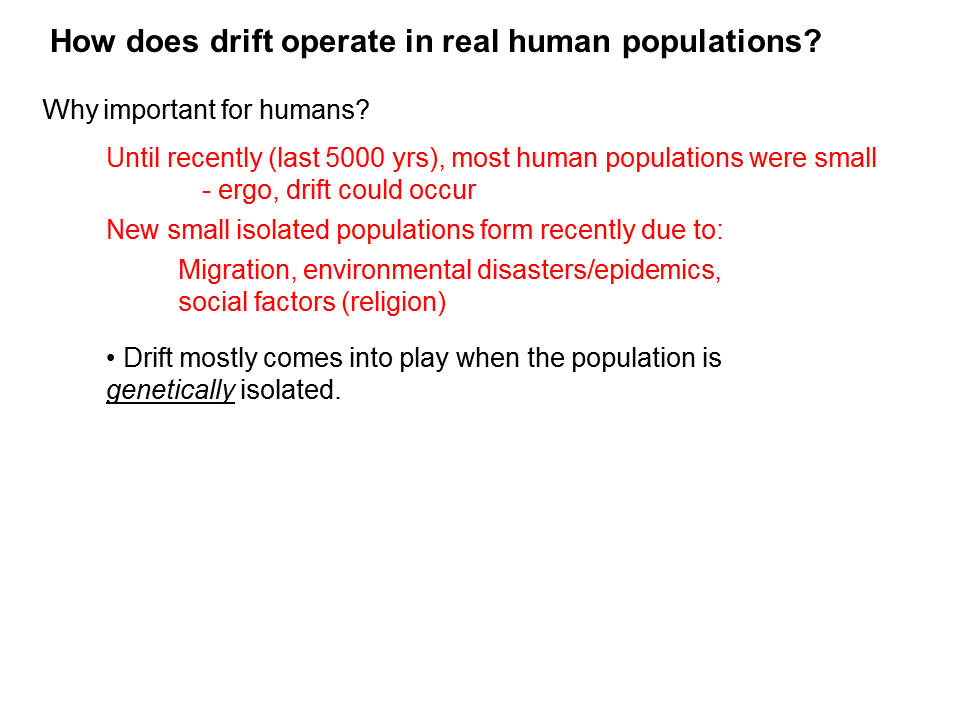 How does drift operate in real human populations?
Why important for humans?
Until recently (last 5000 yrs), most human populations were small
- ergo, drift could occur
New small isolated populations form recently due to:
Migration, environmental disasters/epidemics,
social factors (religion)
• Drift mostly comes into play when the population is
genetically isolated.